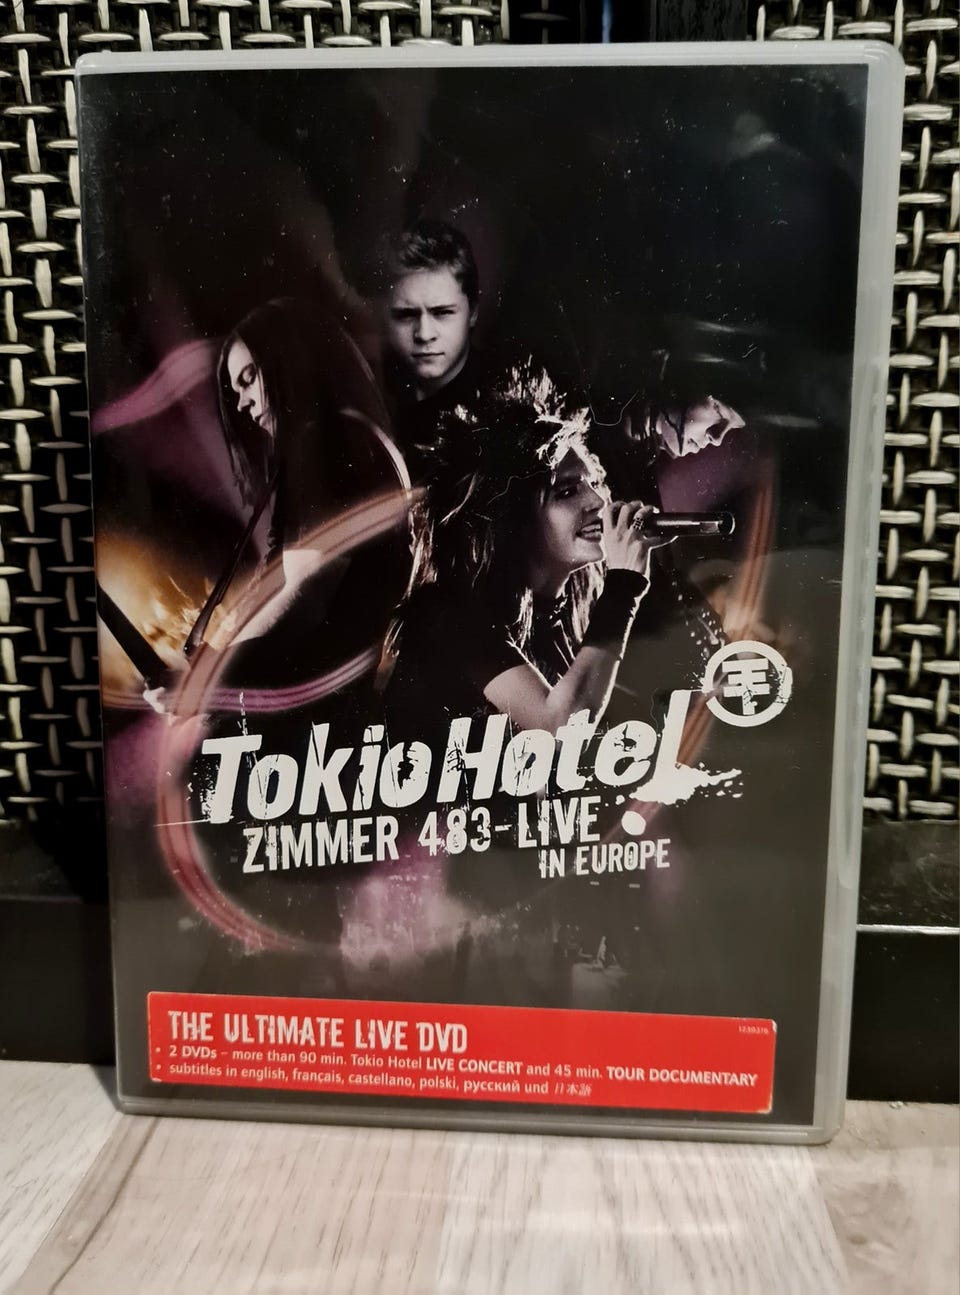 Tokio Hotel
ZIMMER 483-LIVE
IN EUROPE
THE ULTIMATE LIVE DVD
• 2 DVDs – more than 90 min. Tokio Hotel LIVE CONCERT and 45 min. TOUR DOCUMENTARY
• subtitles in english, français, castellano, polski, русский und 日本語